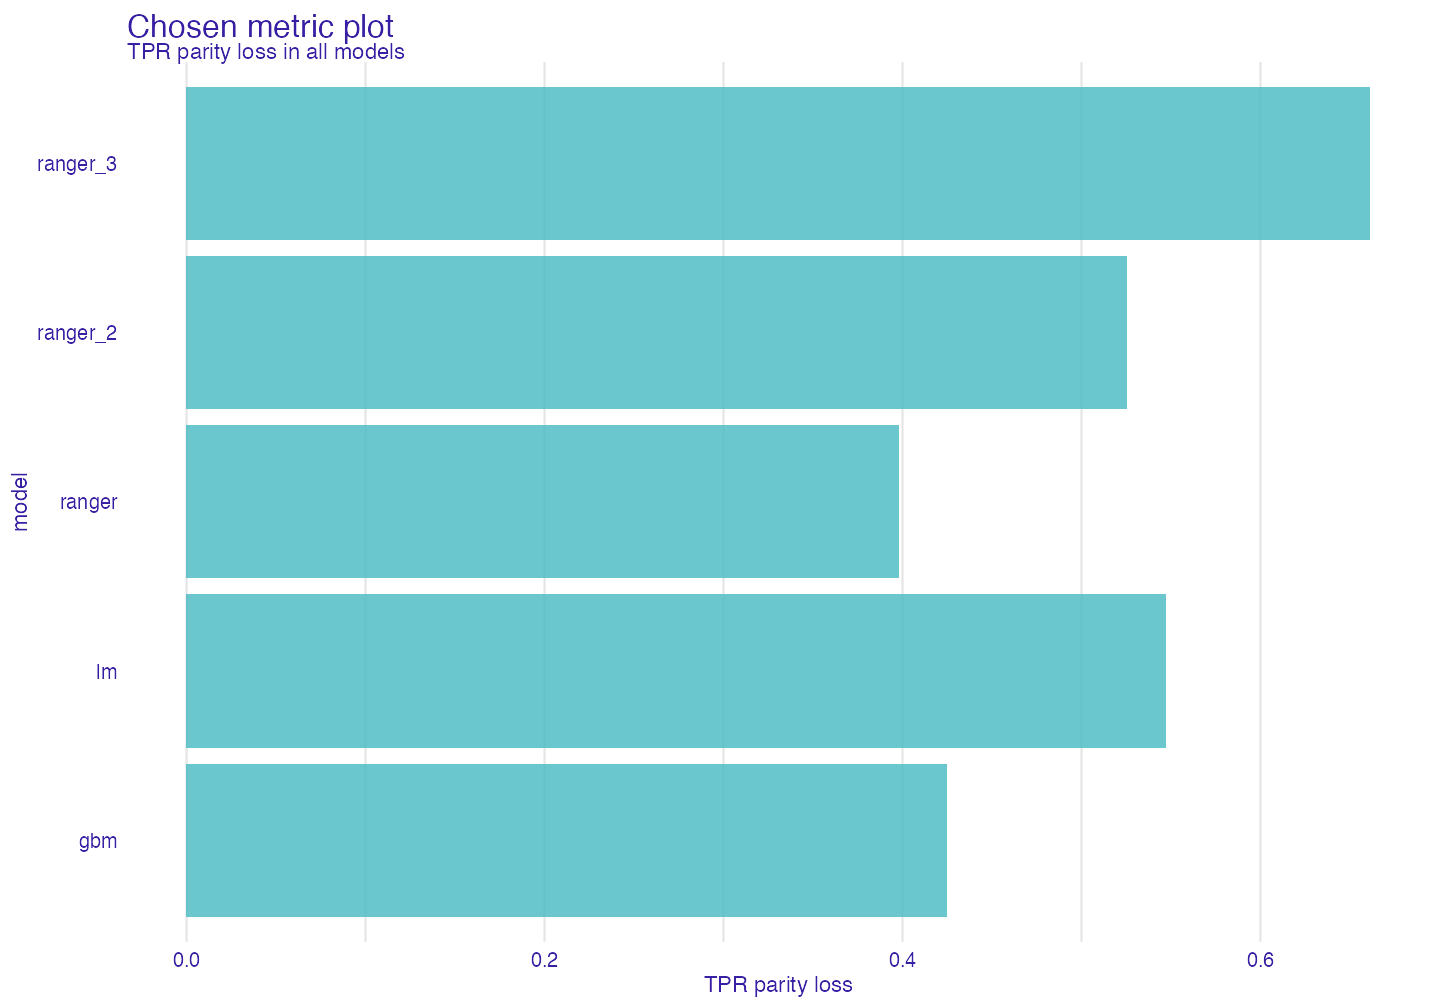 Chosen metric plot
TPR parity loss in all models
ranger_3
ranger_2
ranger
lm
gbm
model
0.0
0.2
0.4
0.6
TPR parity loss